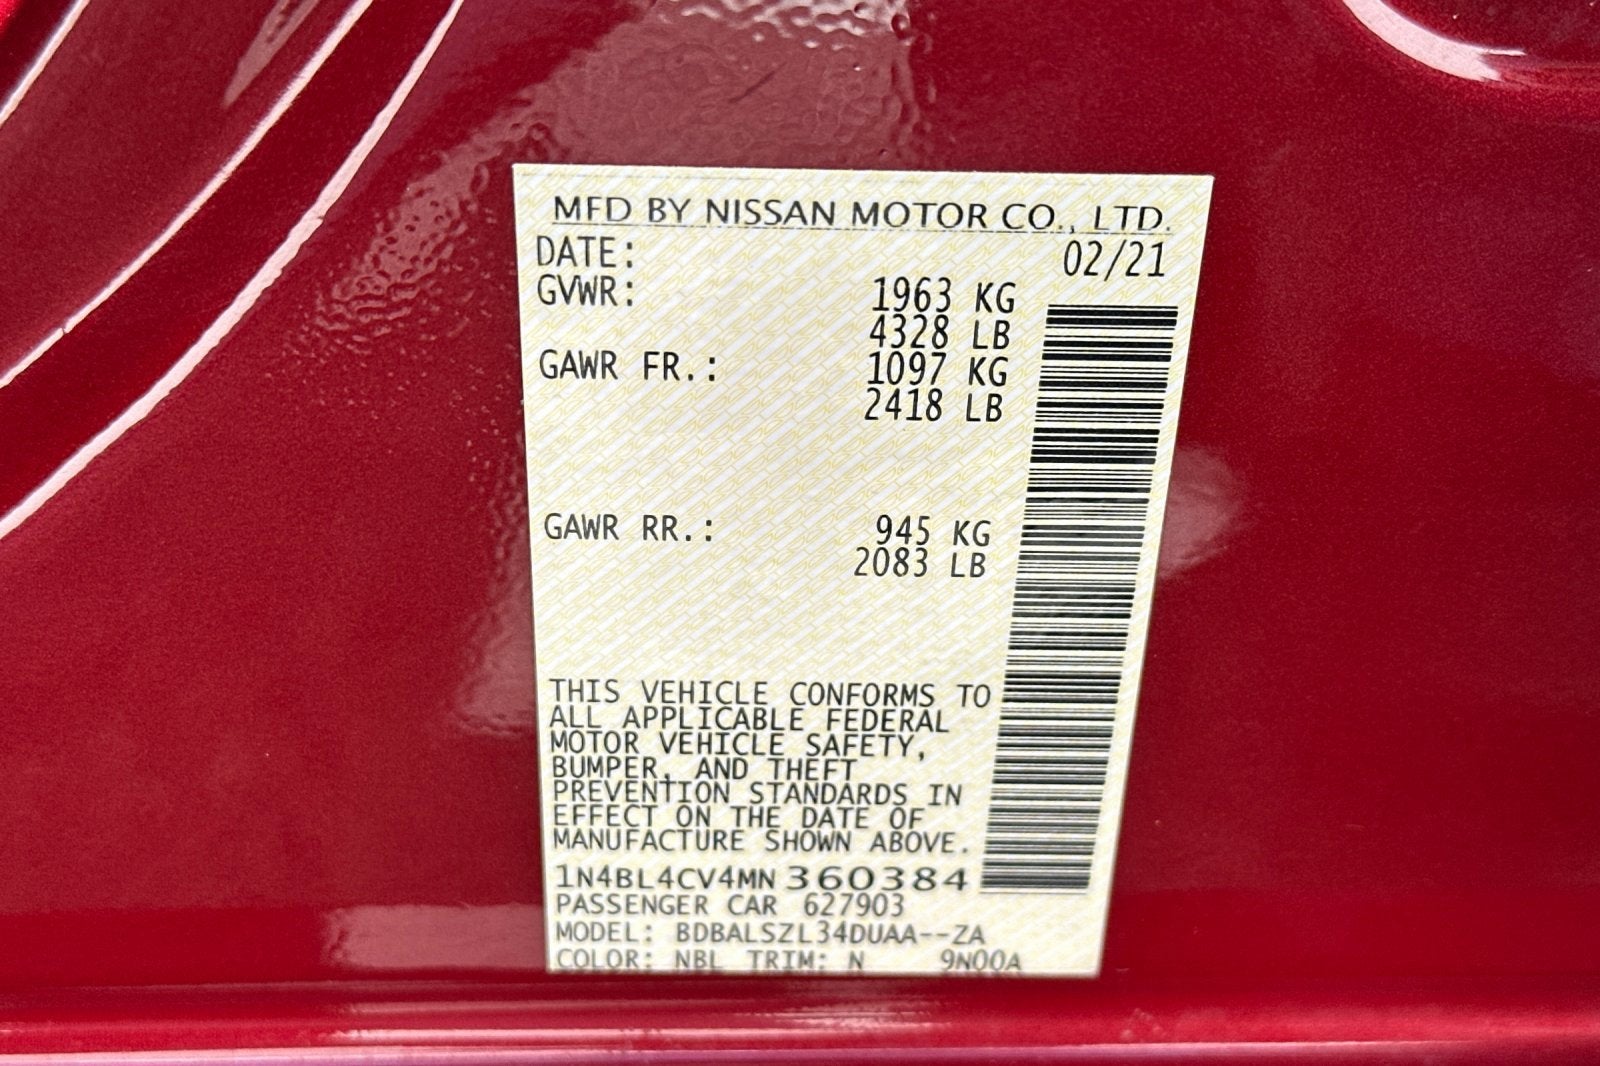 MFD BY NISSAN MOTOR CO., LTD.
DATE: 02/21
GVWR: 1963 KG
4328 LB
GAWR FR.: 1097 KG
2418 LB
GAWR RR.: 945 KG
2083 LB
THIS VEHICLE CONFORMS TO
ALL APPLICABLE FEDERAL
MOTOR VEHICLE SAFETY,
BUMPER, AND THEFT
PREVENTION STANDARDS IN
EFFECT ON THE DATE OF
MANUFACTURE SHOWN ABOVE.
1N4BL4CV4MN 360384
PASSENGER CAR 627903
MODEL: BDBALSZL34DUAA--ZA
COLOR: NBL TRIM: N 9N00A